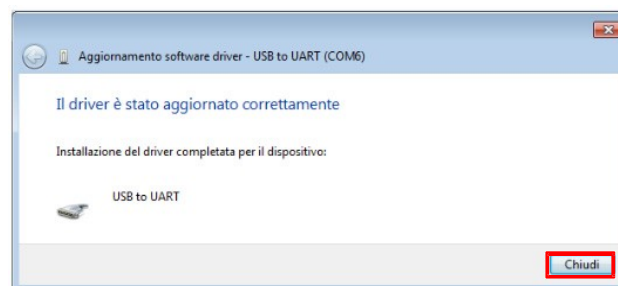 Aggiornamento software driver - USB to UART (COM6)
Il driver è stato aggiornato correttamente
Installazione del driver completata per il dispositivo:
USB to UART
Chiudi